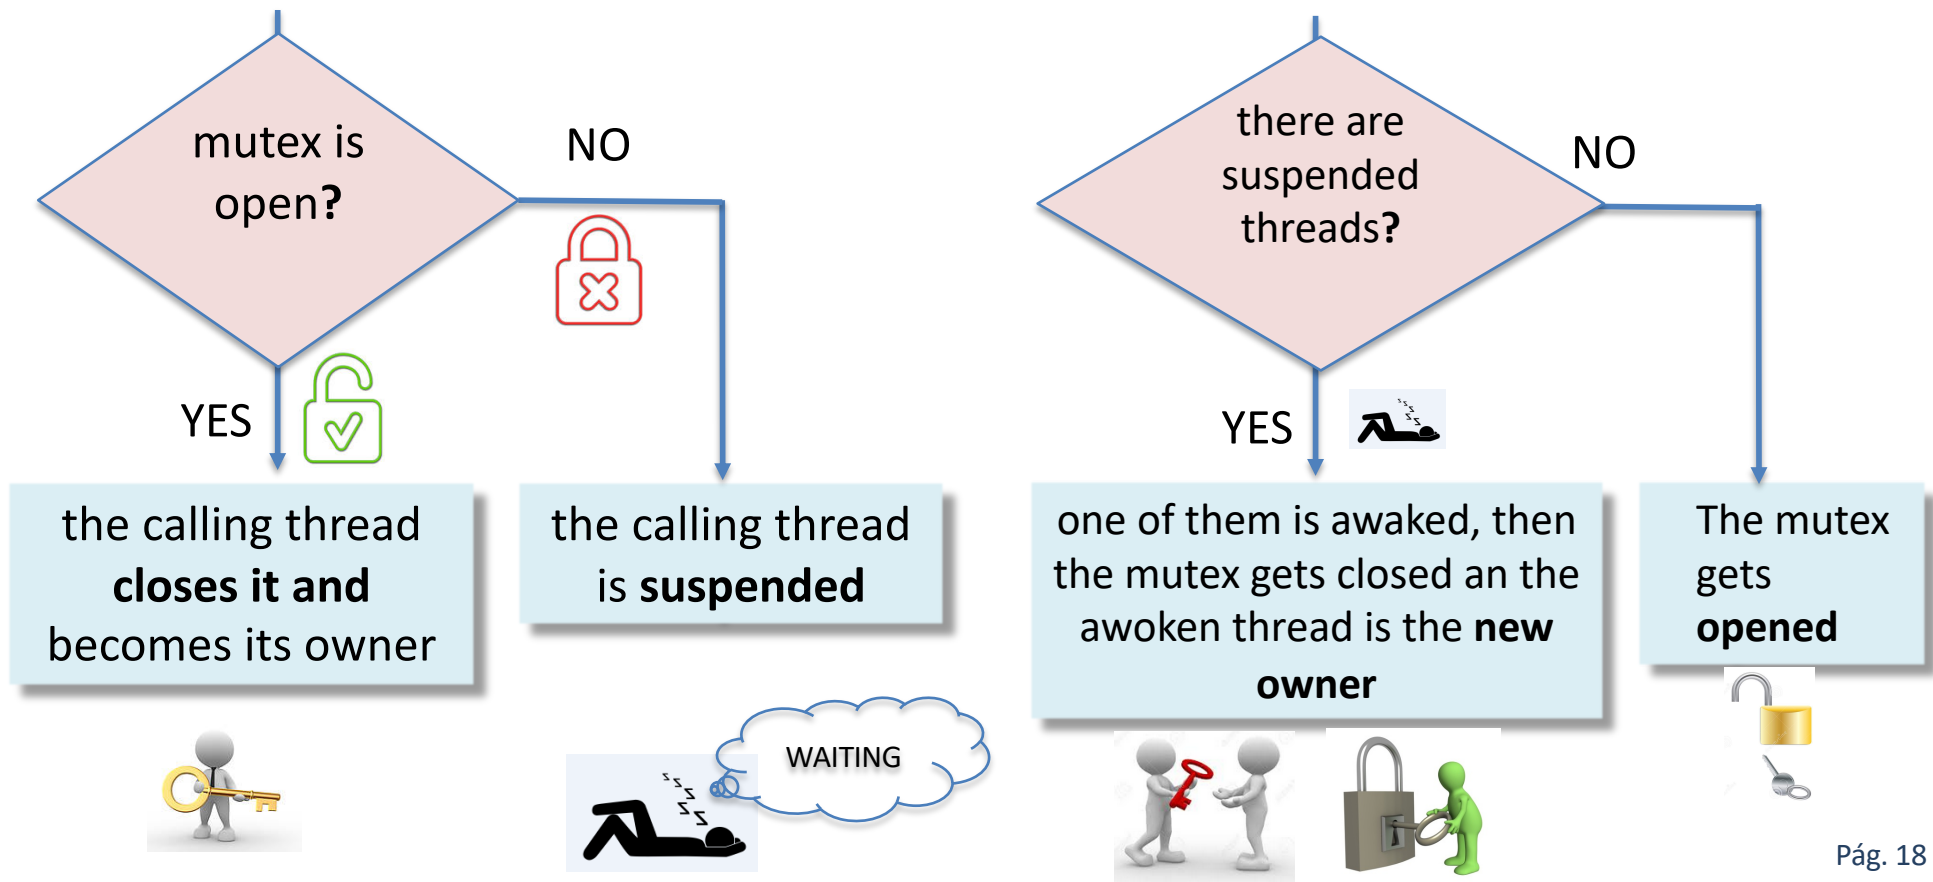 mutex is
open?
NO
YES
the calling thread
closes it and
becomes its owner
the calling thread
is suspended
WAITING
there are
suspended
threads?
NO
YES
one of them is awaked, then
the mutex gets closed an the
awoken thread is the new
owner
The mutex
gets
opened
Pág. 18